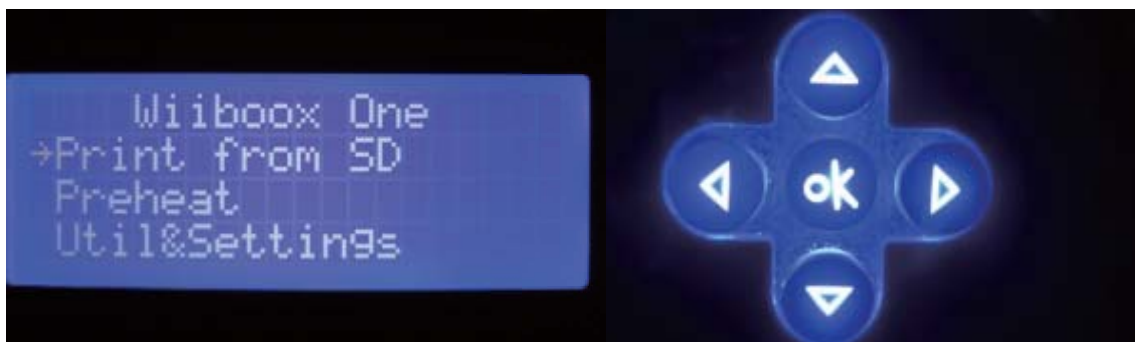 Wiiboox One
→Print from SD
Preheat
Util&Settings
ok